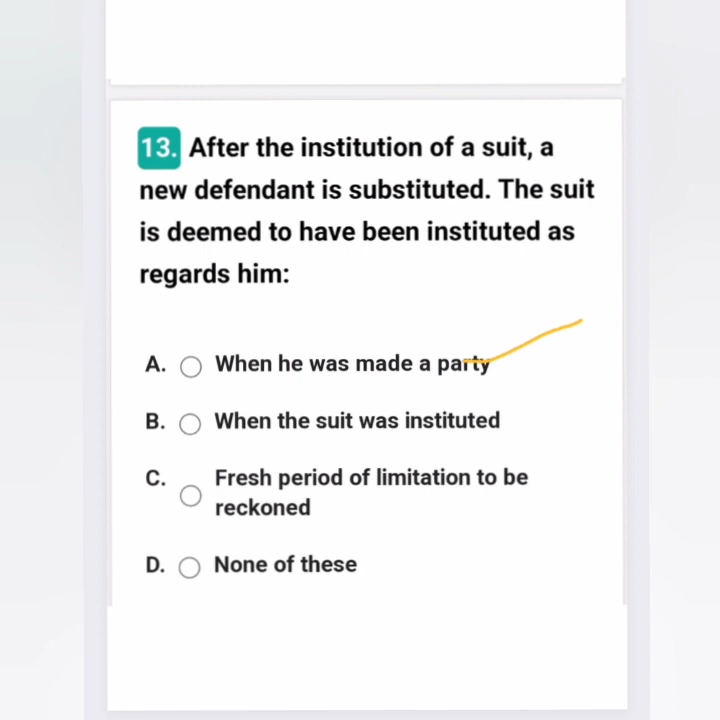 13. After the institution of a suit, a
new defendant is substituted. The suit
is deemed to have been instituted as
regards him:
A. When he was made a party
B. When the suit was instituted
C. Fresh period of limitation to be
reckoned
D. None of these